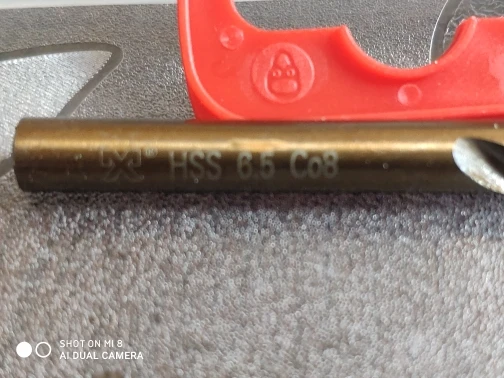 X® HSS 6.5 Co8
SHOT ON MI 8
AI DUAL CAMERA